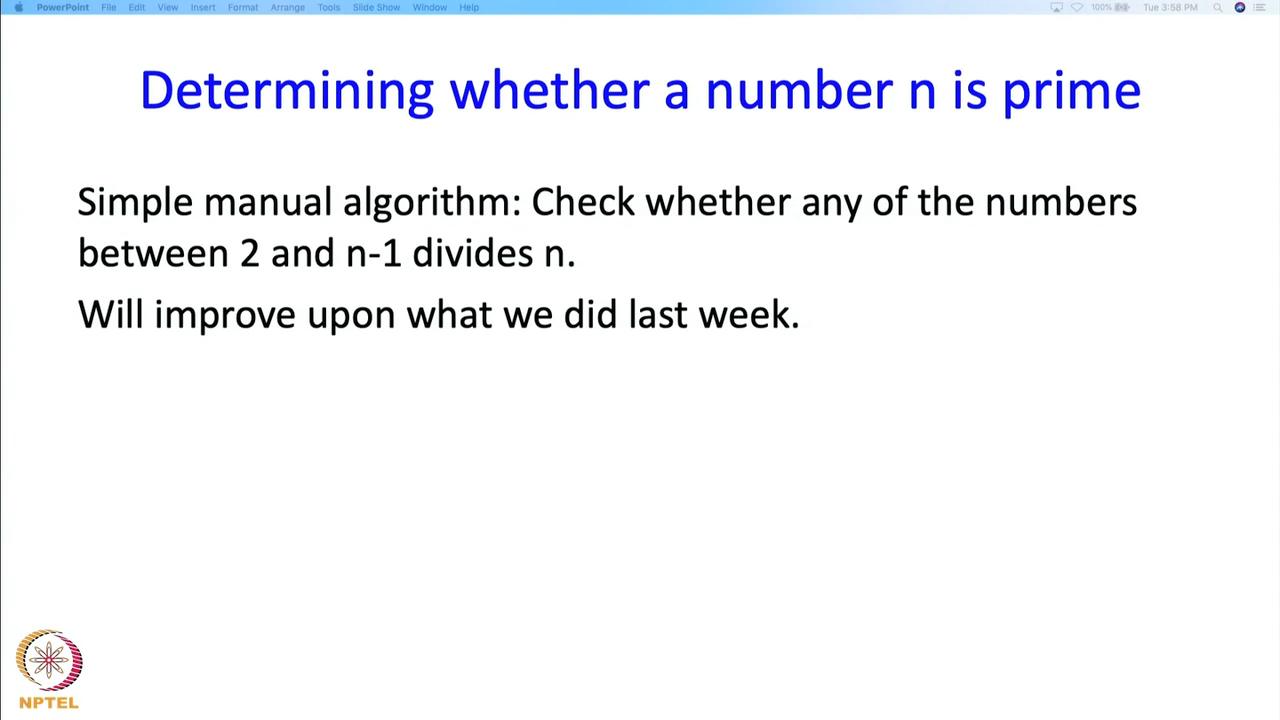 PowerPoint File Edit View Insert Format Arrange Tools Slide Show Window Help 100% Tue 3:58 PM
Determining whether a number n is prime
Simple manual algorithm: Check whether any of the numbers
between 2 and n-1 divides n.
Will improve upon what we did last week.
NPTEL